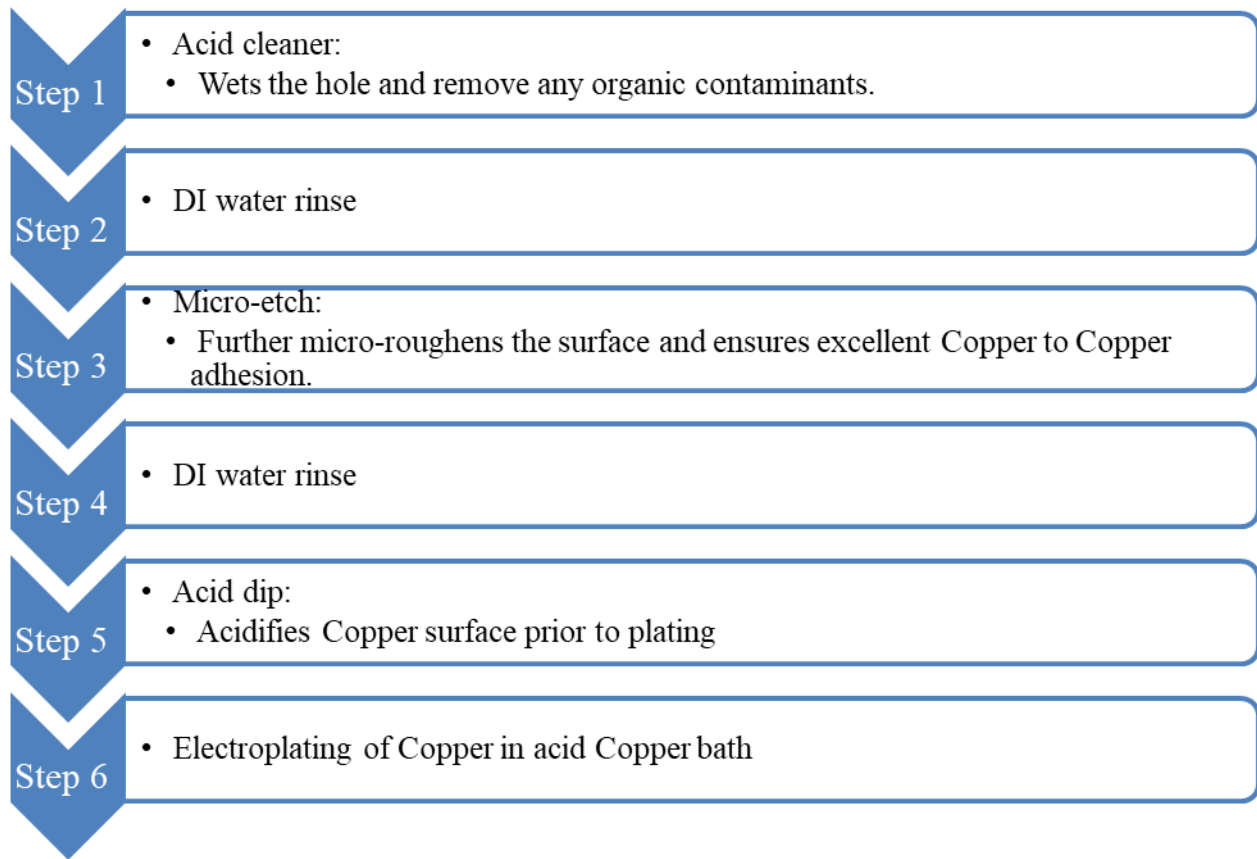 Step 1
• Acid cleaner:
• Wets the hole and remove any organic contaminants.
Step 2
• DI water rinse
Step 3
• Micro-etch:
• Further micro-roughens the surface and ensures excellent Copper to Copper
adhesion.
Step 4
• DI water rinse
Step 5
• Acid dip:
• Acidifies Copper surface prior to plating
Step 6
• Electroplating of Copper in acid Copper bath